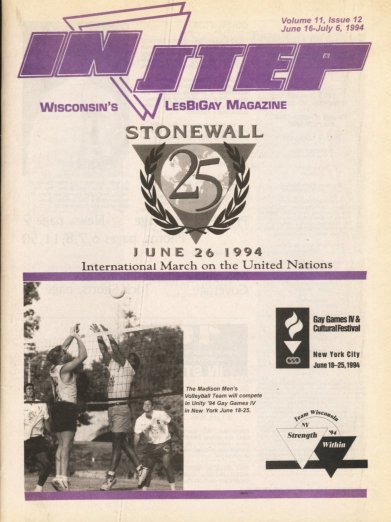 Volume 11, Issue 12
June 16-July 6, 1994
IN STEP
WISCONSIN'S LESBIGAY MAGAZINE
STONEWALL
25
JUNE 26 1994
International March on the United Nations
Gay Games IV &
Cultural Festival
New York City
June 18-25, 1994
The Madison Men's
Volleyball Team will compete
in Unity '94 Gay Games IV
in New York June 18-25.
Team Wisconsin
NY '94
Strength
Within